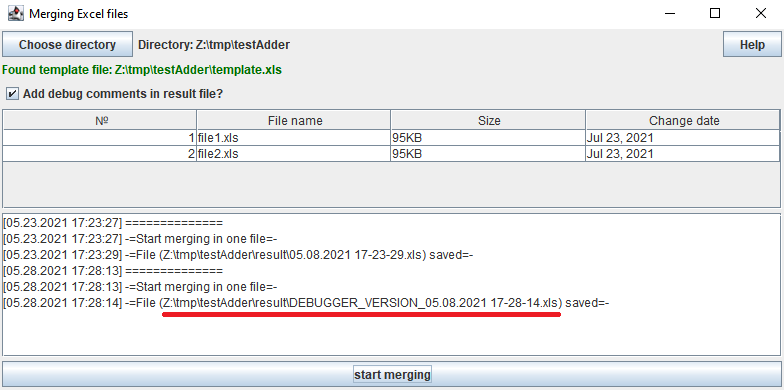 Merging Excel files
Choose directory Directory: Z:\tmp\testAdder Help
Found template file: Z:\tmp\testAdder\template.xls
Add debug comments in result file?
№ File name Size Change date
1 file1.xls 95KB Jul 23, 2021
2 file2.xls 95KB Jul 23, 2021
[05.23.2021 17:23:27] ==============
[05.23.2021 17:23:27] -=Start merging in one file=-
[05.23.2021 17:23:29] -=File (Z:\tmp\testAdder\result\05.08.2021 17-23-29.xls) saved=-
[05.28.2021 17:28:13] ==============
[05.28.2021 17:28:13] -=Start merging in one file=-
[05.28.2021 17:28:14] -=File (Z:\tmp\testAdder\result\DEBUGGER_VERSION_05.08.2021 17-28-14.xls) saved=-
start merging